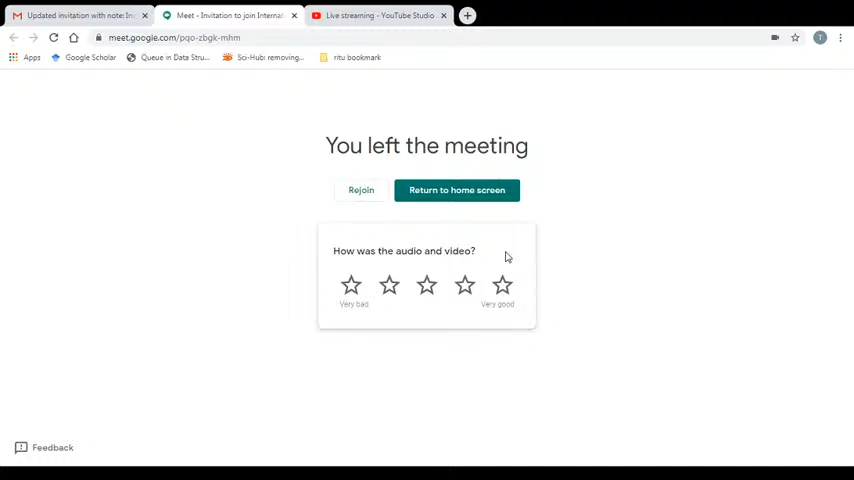 Updated invitation with note: In
Meet - Invitation to join Interna
Live streaming - YouTube Studio
meet.google.com/pqo-zbgk-mhm
T
Apps
Google Scholar
Queue in Data Stru...
Sci-Hub: removing...
ritu bookmark
You left the meeting
Rejoin
Return to home screen
How was the audio and video?
Very bad
Very good
Feedback